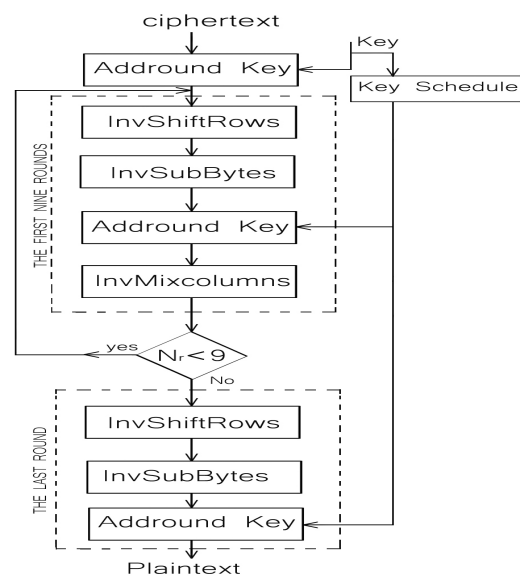 ciphertext
Key
Addround Key
Key Schedule
InvShiftRows
InvSubBytes
Addround Key
InvMixcolumns
THE FIRST NINE ROUNDS
yes
Nr<9
No
InvShiftRows
InvSubBytes
Addround Key
THE LAST ROUND
Plaintext